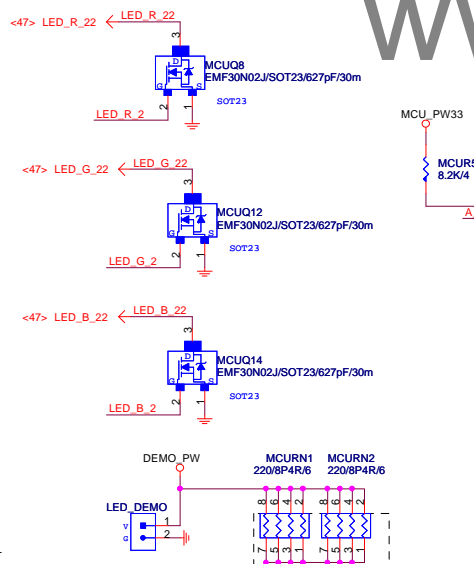 <47> LED_R_22
LED_R_22
3
D
G
S
MCUQ8
EMF30N02J/SOT23/627pF/30m
SOT23
LED_R_2
2
1
<47> LED_G_22
LED_G_22
3
D
G
S
MCUQ12
EMF30N02J/SOT23/627pF/30m
SOT23
LED_G_2
2
1
<47> LED_B_22
LED_B_22
3
D
G
S
MCUQ14
EMF30N02J/SOT23/627pF/30m
SOT23
LED_B_2
2
1
MCU_PW33
MCUR5
8.2K/4
A
DEMO_PW
LED_DEMO
V
G
1
2
MCURN1
220/8P4R/6
8
6
4
2
7
5
3
1
MCURN2
220/8P4R/6
8
6
4
2
7
5
3
1